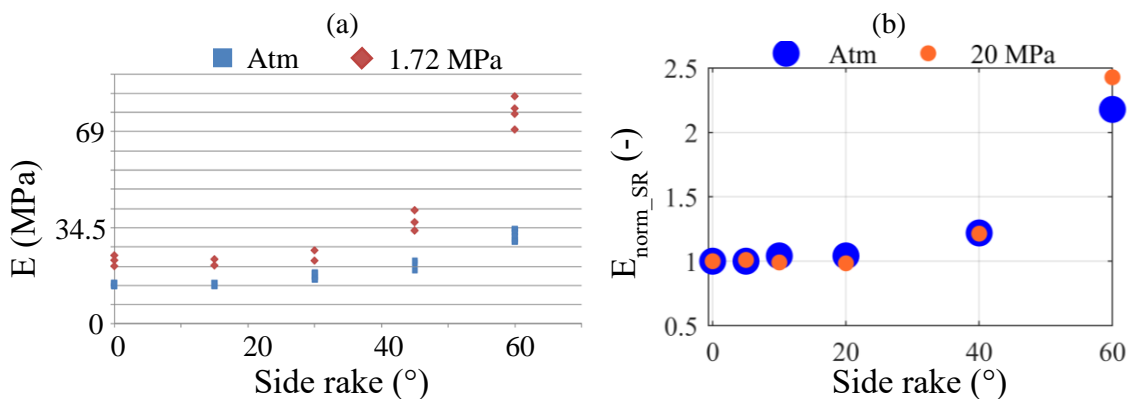 (a)
Atm 1.72 MPa
E (MPa)
69
34.5
0
0 20 40 60
Side rake (°)
(b)
Atm 20 MPa
E_norm_SR (-)
2.5
2
1.5
1
0.5
0 20 40 60
Side rake (°)